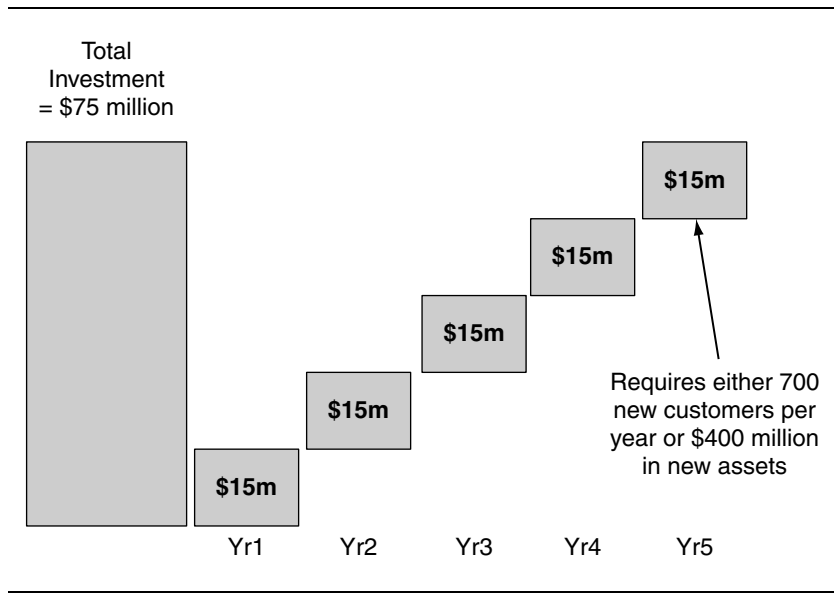 Total
Investment
= $75 million
$15m
$15m
$15m
$15m
$15m
Requires either 700
new customers per
year or $400 million
in new assets
Yr1 Yr2 Yr3 Yr4 Yr5